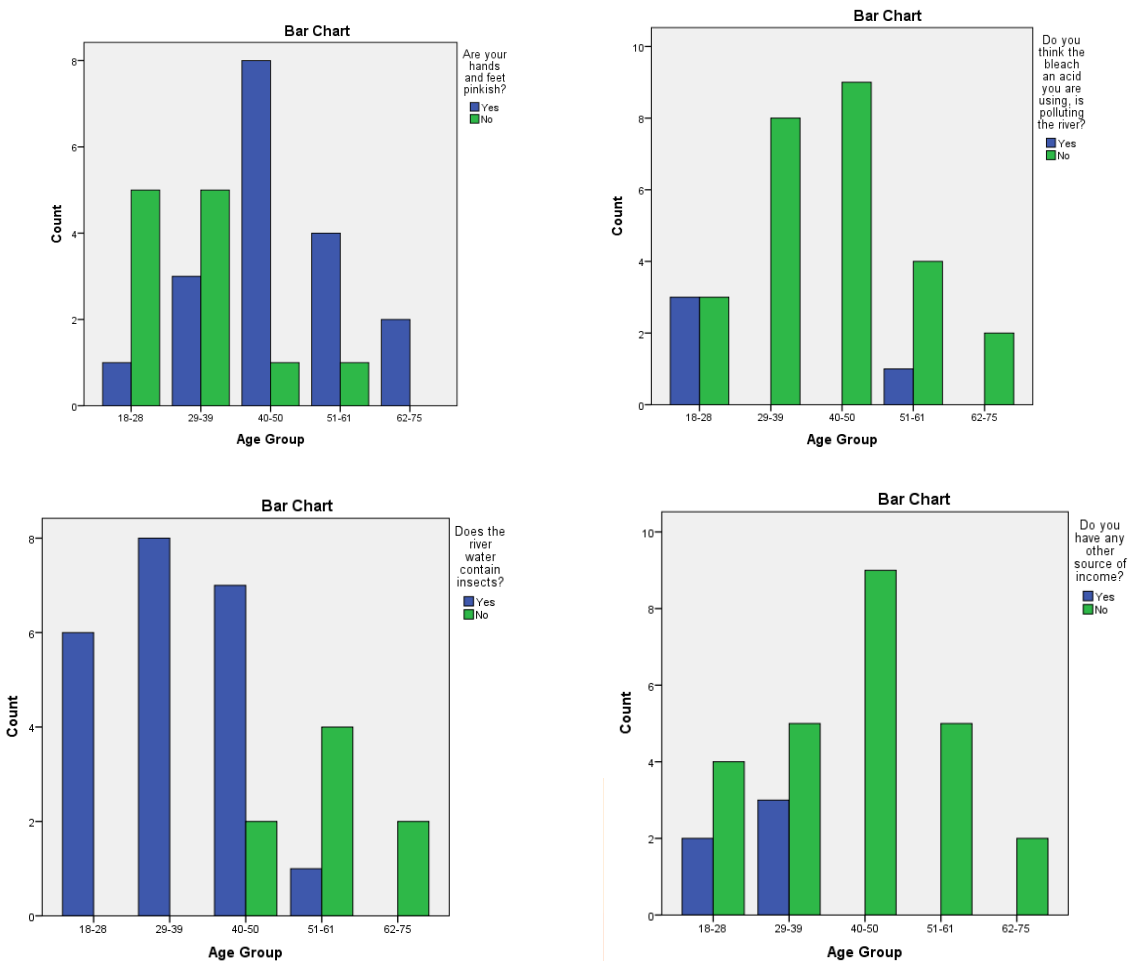 Bar Chart
Are your
hands
and feet
pinkish?
Yes
No
8
6
4
2
0
Count
18-28
29-39
40-50
51-61
62-75
Age Group
Bar Chart
Do you
think the
bleach
an acid
you are
using, is
polluting
the river?
Yes
No
10
8
6
4
2
0
Count
18-28
29-39
40-50
51-61
62-75
Age Group
Bar Chart
Does the
river
water
contain
insects?
Yes
No
8
6
4
2
0
Count
18-28
29-39
40-50
51-61
62-75
Age Group
Bar Chart
Do you
have any
other
source of
income?
Yes
No
10
8
6
4
2
0
Count
18-28
29-39
40-50
51-61
62-75
Age Group